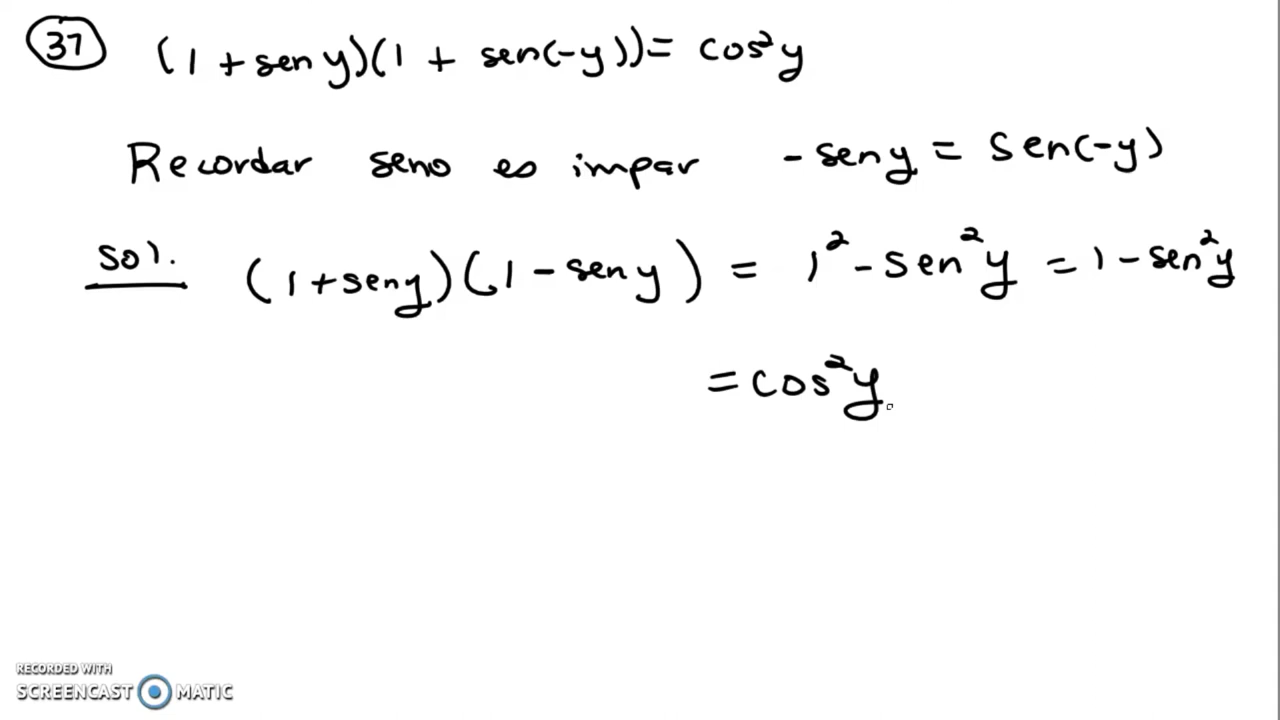 37 (1 + sen y)(1 + sen(-y)) = cos²y
Recordar seno es impar - sen y = sen(-y)
sol. (1 + sen y)(1 - sen y) = 1² - sen²y = 1 - sen²y
= cos²y.
RECORDED WITH
SCREENCAST MATIC